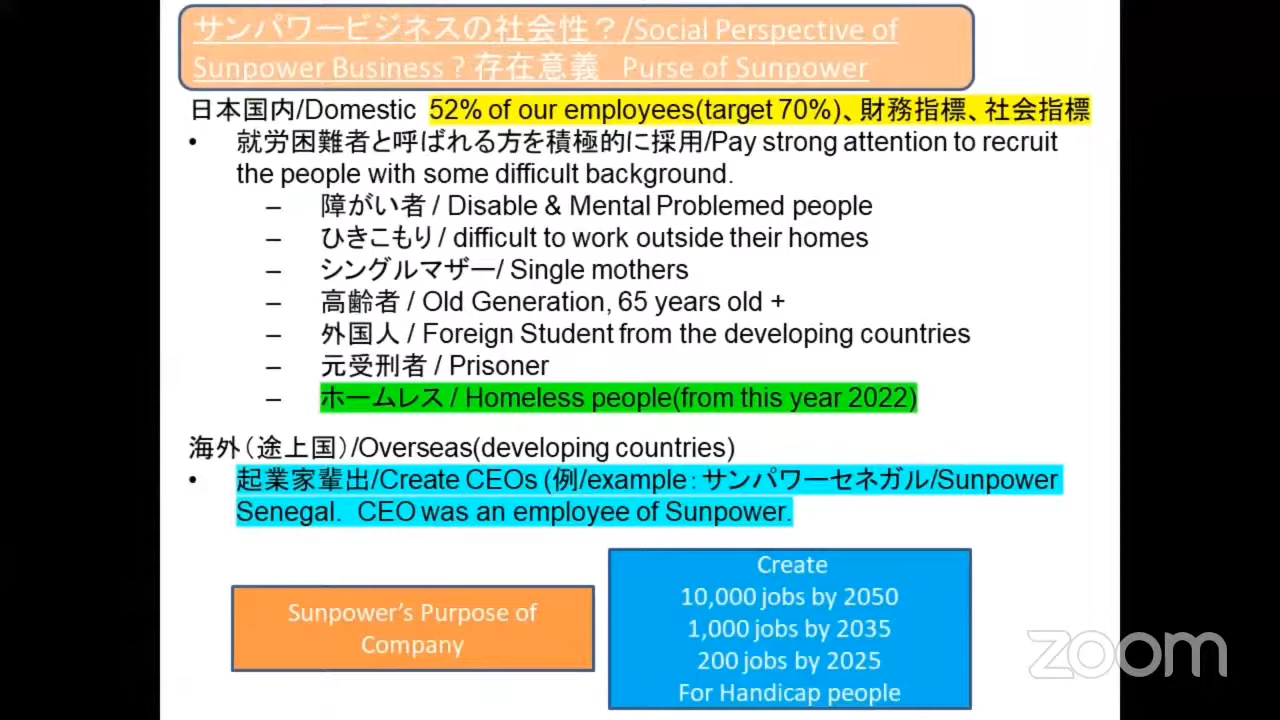 サンパワービジネスの社会性？/Social Perspective of
Sunpower Business？存在意義 Purse of Sunpower
日本国内/Domestic 52% of our employees(target 70%)、財務指標、社会指標
• 就労困難者と呼ばれる方を積極的に採用/Pay strong attention to recruit
the people with some difficult background.
– 障がい者 / Disable & Mental Problemed people
– ひきこもり / difficult to work outside their homes
– シングルマザー/ Single mothers
– 高齢者 / Old Generation, 65 years old +
– 外国人 / Foreign Student from the developing countries
– 元受刑者 / Prisoner
– ホームレス / Homeless people(from this year 2022)
海外（途上国）/Overseas(developing countries)
• 起業家輩出/Create CEOs (例/example：サンパワーセネガル/Sunpower
Senegal. CEO was an employee of Sunpower.
Sunpower's Purpose of
Company
Create
10,000 jobs by 2050
1,000 jobs by 2035
200 jobs by 2025
For Handicap people
zoom